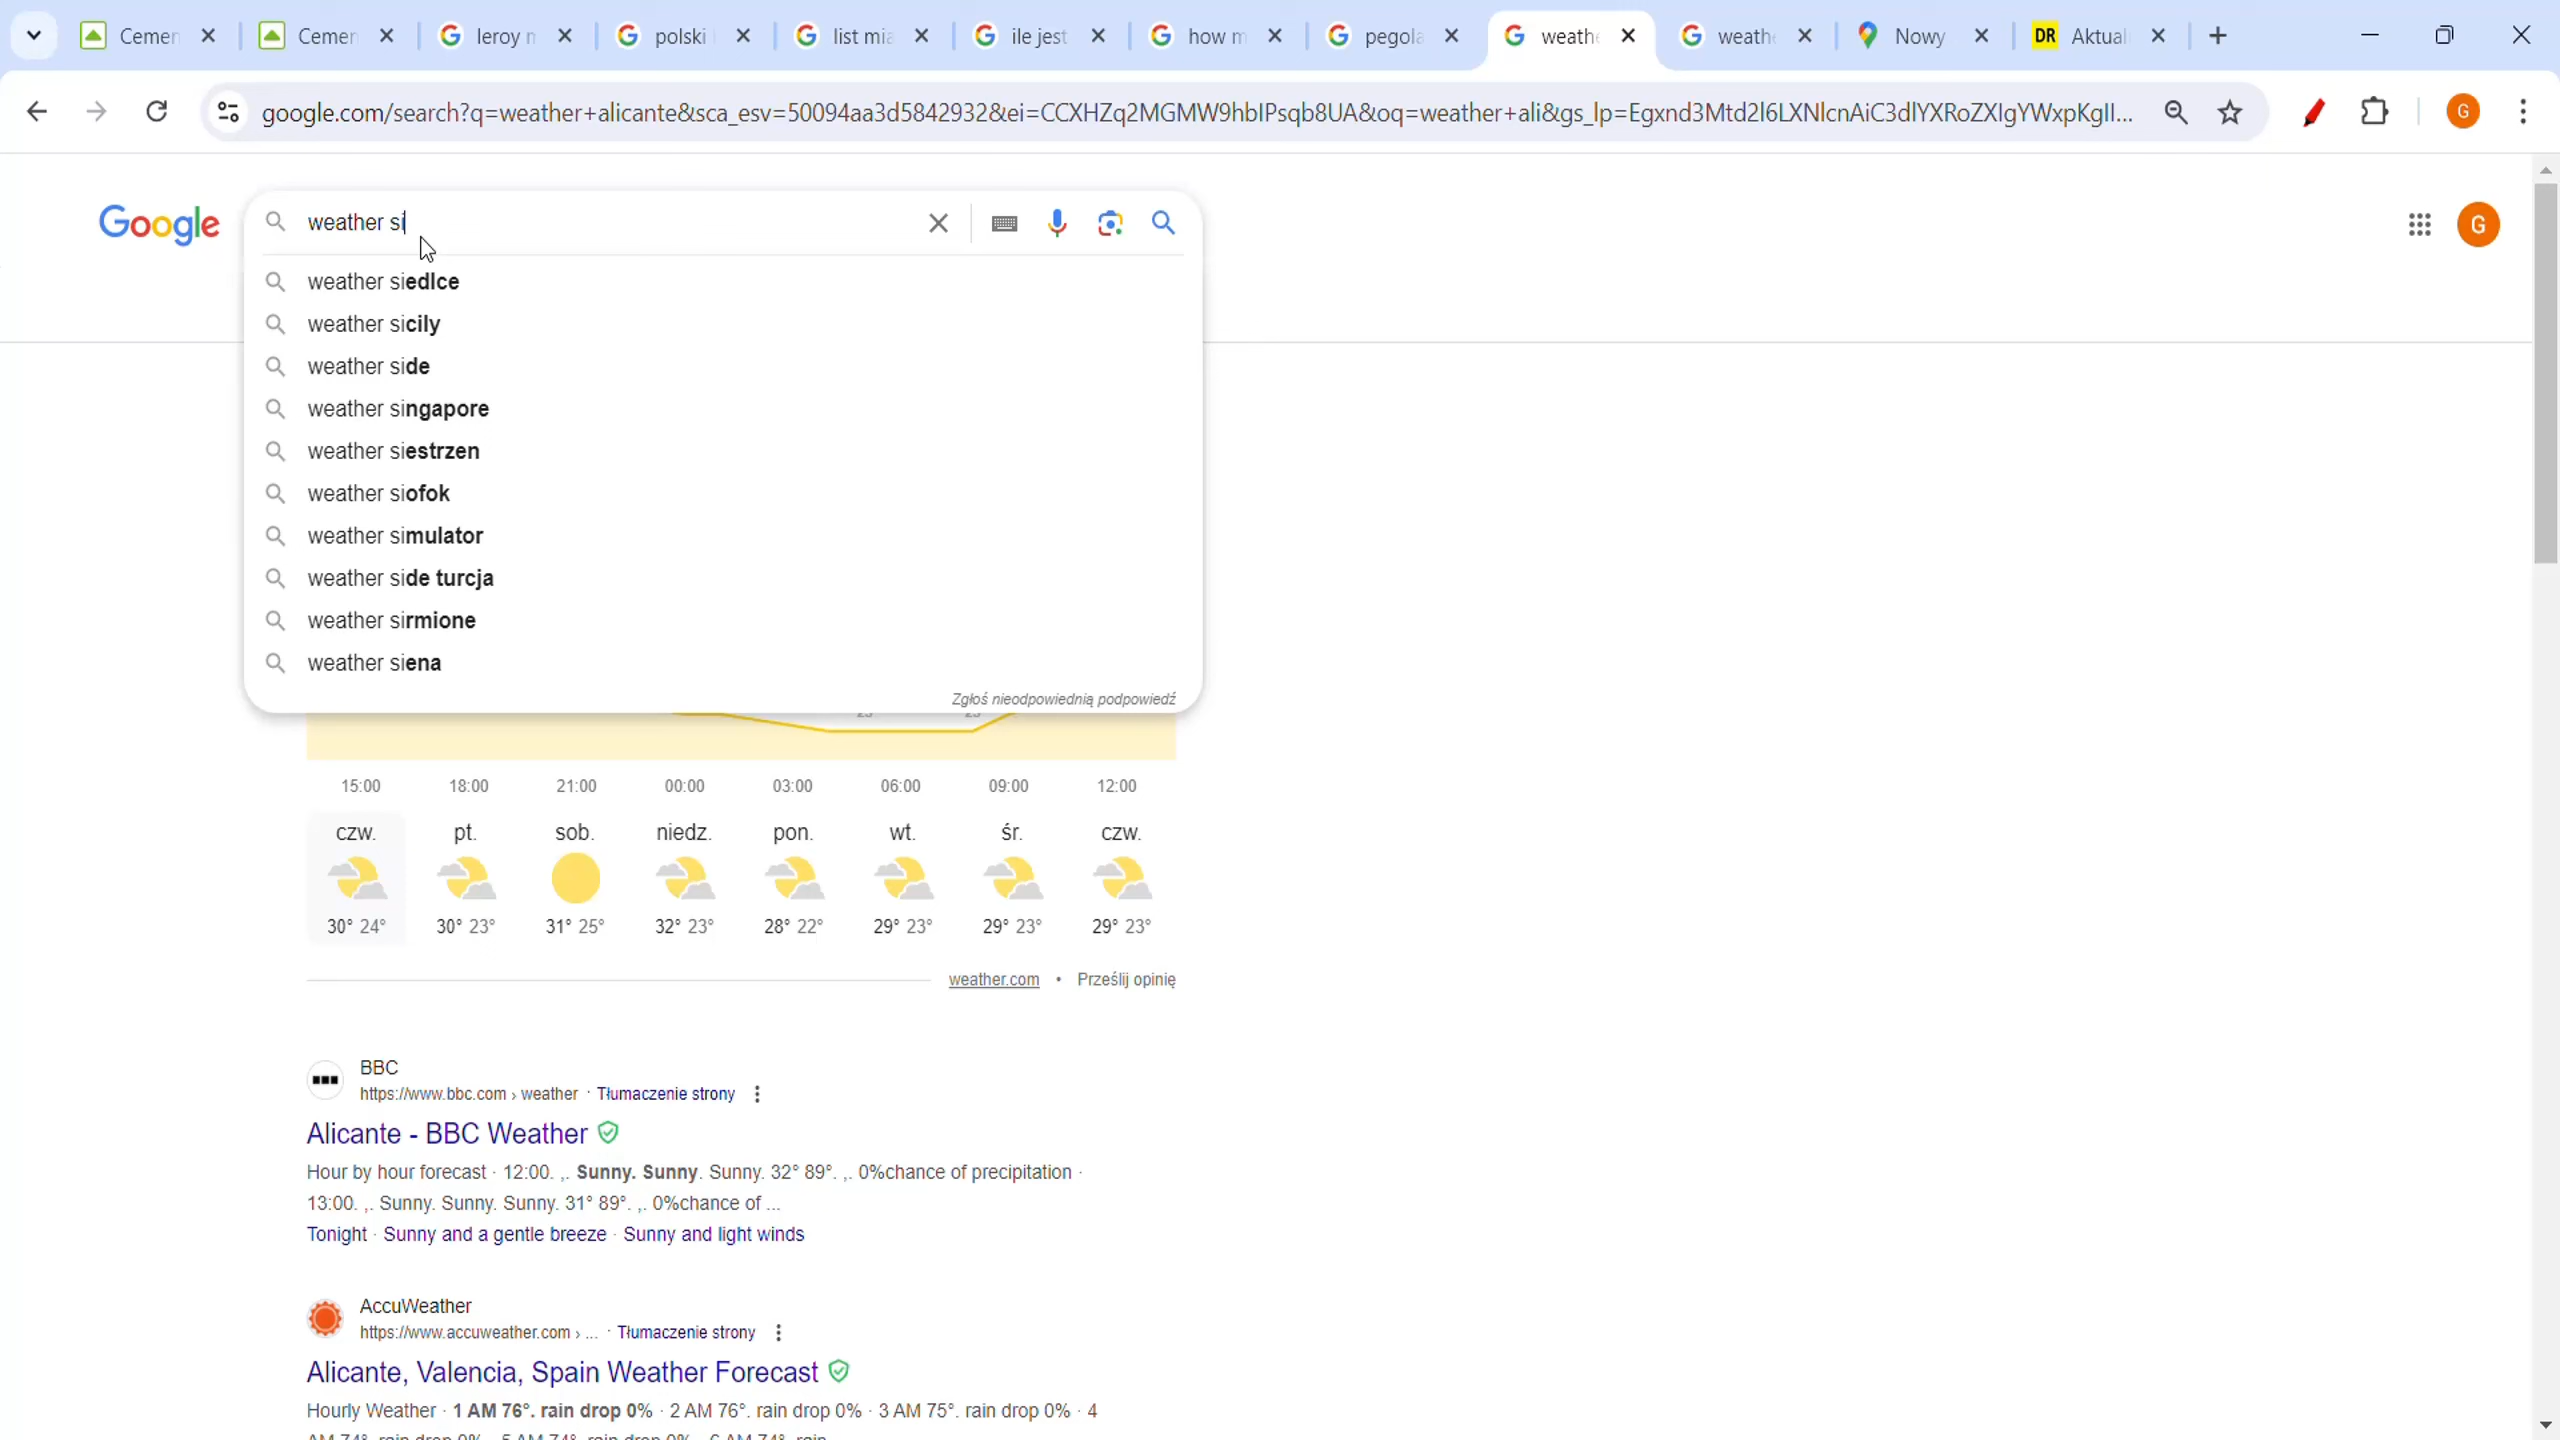 Cemen
Cemen
leroy m
polski
list mia
ile jest
how m
pegola
weathe
weathe
Nowy
DR Aktual
google.com/search?q=weather+alicante&sca_esv=50094aa3d5842932&ei=CCXHZq2MGMW9hbIPsqb8UA&oq=weather+ali&gs_lp=Egxnd3Mtd2l6LXNlcnAiC3dlYXRoZXIgYWxpKgIl...
G
Google
weather si
G
weather siedlce
weather sicily
weather side
weather singapore
weather siestrzen
weather siofok
weather simulator
weather side turcja
weather sirmione
weather siena
Zgłoś nieodpowiednią podpowiedź
15:00 18:00 21:00 00:00 03:00 06:00 09:00 12:00
czw. pt. sob. niedz. pon. wt. śr. czw.
30° 24° 30° 23° 31° 25° 32° 23° 28° 22° 29° 23° 29° 23° 29° 23°
weather.com • Prześlij opinię
BBC
https://www.bbc.com › weather · Tłumaczenie strony
Alicante - BBC Weather
Hour by hour forecast · 12:00. ,. Sunny. Sunny. Sunny. 32° 89°. ,. 0%chance of precipitation ·
13:00. ,. Sunny. Sunny. Sunny. 31° 89°. ,. 0%chance of ...
Tonight · Sunny and a gentle breeze · Sunny and light winds
AccuWeather
https://www.accuweather.com › ... · Tłumaczenie strony
Alicante, Valencia, Spain Weather Forecast
Hourly Weather · 1 AM 76°. rain drop 0% · 2 AM 76°. rain drop 0% · 3 AM 75°. rain drop 0% · 4